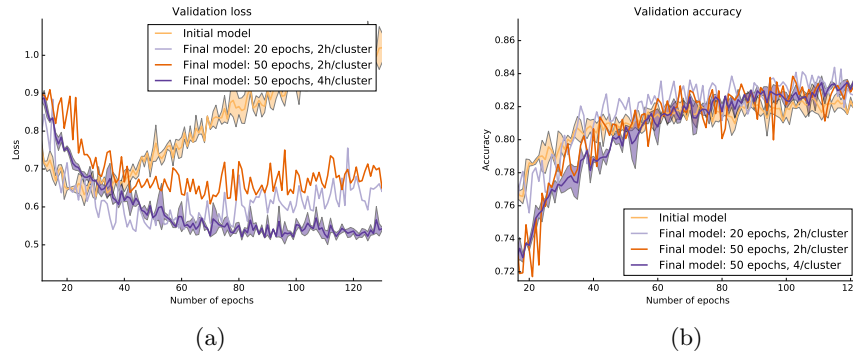 Validation loss
1.0
0.9
0.8
0.7
0.6
0.5
Loss
20 40 60 80 100 120
Number of epochs
Initial model
Final model: 20 epochs, 2h/cluster
Final model: 50 epochs, 2h/cluster
Final model: 50 epochs, 4h/cluster
(a)
Validation accuracy
0.86
0.84
0.82
0.80
0.78
0.76
0.74
0.72
Accuracy
20 40 60 80 100 120
Number of epochs
Initial model
Final model: 20 epochs, 2h/cluster
Final model: 50 epochs, 2h/cluster
Final model: 50 epochs, 4/cluster
(b)